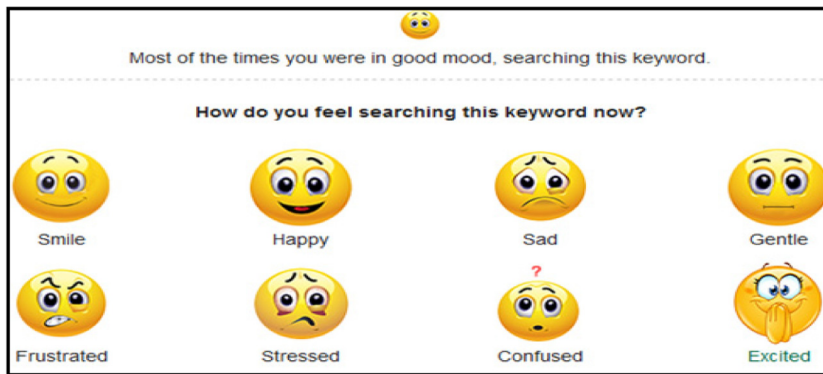 Most of the times you were in good mood, searching this keyword.
How do you feel searching this keyword now?
Smile Happy Sad Gentle
?
Frustrated Stressed Confused Excited